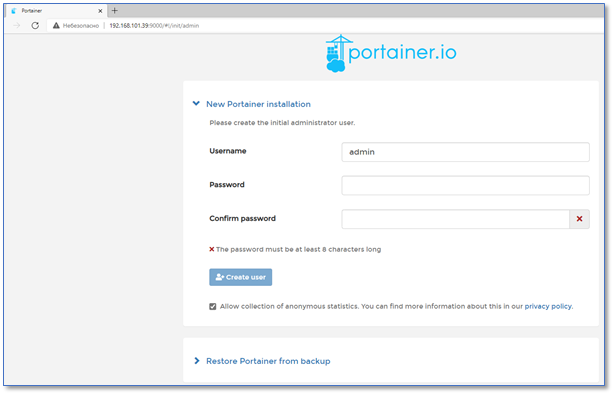 Portainer
Небезопасно
192.168.101.39:9000/#!/init/admin
portainer.io
New Portainer installation
Please create the initial administrator user.
Username
admin
Password
Confirm password
The password must be at least 8 characters long
Create user
Allow collection of anonymous statistics. You can find more information about this in our privacy policy.
Restore Portainer from backup